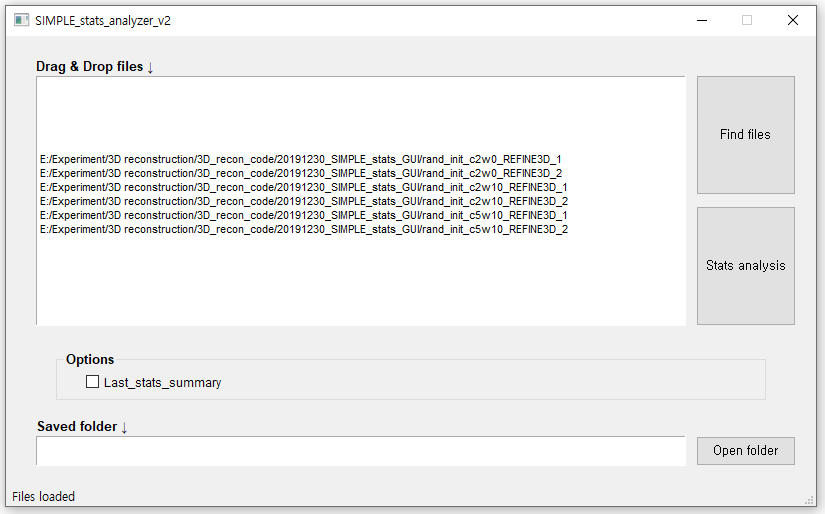 SIMPLE_stats_analyzer_v2
Drag & Drop files ↓
E:/Experiment/3D reconstruction/3D_recon_code/20191230_SIMPLE_stats_GUI/rand_init_c2w0_REFINE3D_1
E:/Experiment/3D reconstruction/3D_recon_code/20191230_SIMPLE_stats_GUI/rand_init_c2w0_REFINE3D_2
E:/Experiment/3D reconstruction/3D_recon_code/20191230_SIMPLE_stats_GUI/rand_init_c2w10_REFINE3D_1
E:/Experiment/3D reconstruction/3D_recon_code/20191230_SIMPLE_stats_GUI/rand_init_c2w10_REFINE3D_2
E:/Experiment/3D reconstruction/3D_recon_code/20191230_SIMPLE_stats_GUI/rand_init_c5w10_REFINE3D_1
E:/Experiment/3D reconstruction/3D_recon_code/20191230_SIMPLE_stats_GUI/rand_init_c5w10_REFINE3D_2
Find files
Stats analysis
Options
Last_stats_summary
Saved folder ↓
Open folder
Files loaded